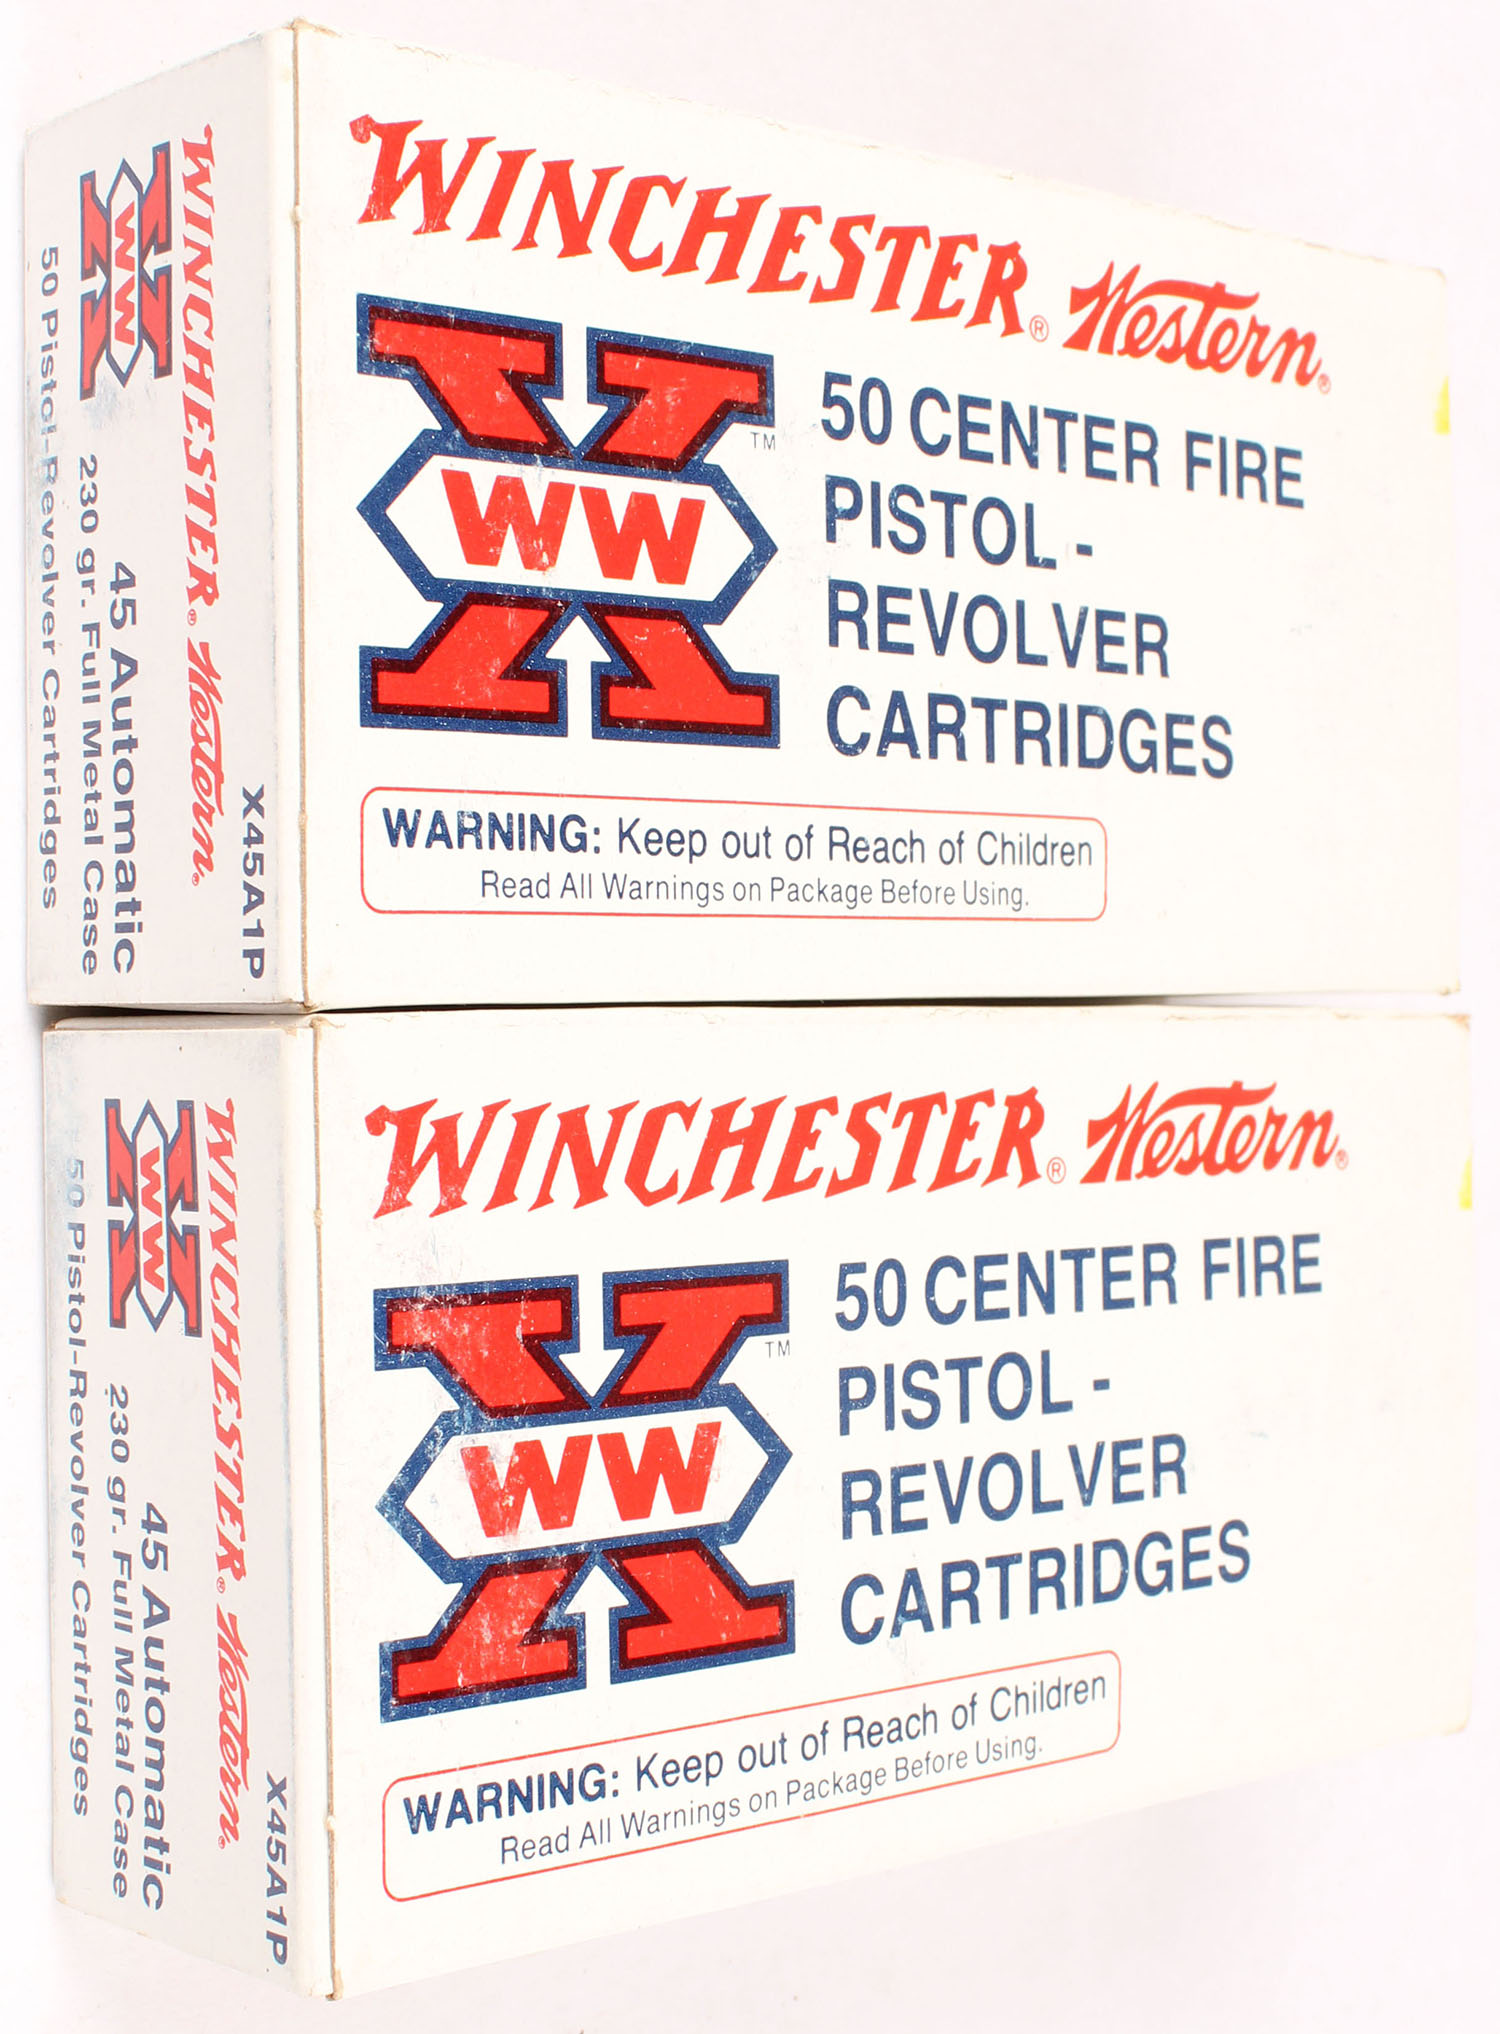 WINCHESTER® Western®
WW
TM
50 CENTER FIRE
PISTOL -
REVOLVER
CARTRIDGES
WARNING: Keep out of Reach of Children
Read All Warnings on Package Before Using.
X45A1P
WINCHESTER® Western®
WW
45 Automatic
230 gr. Full Metal Case
50 Pistol-Revolver Cartridges
WINCHESTER® Western®
WW
TM
50 CENTER FIRE
PISTOL -
REVOLVER
CARTRIDGES
WARNING: Keep out of Reach of Children
Read All Warnings on Package Before Using.
X45A1P
WINCHESTER® Western®
WW
45 Automatic
230 gr. Full Metal Case
50 Pistol-Revolver Cartridges